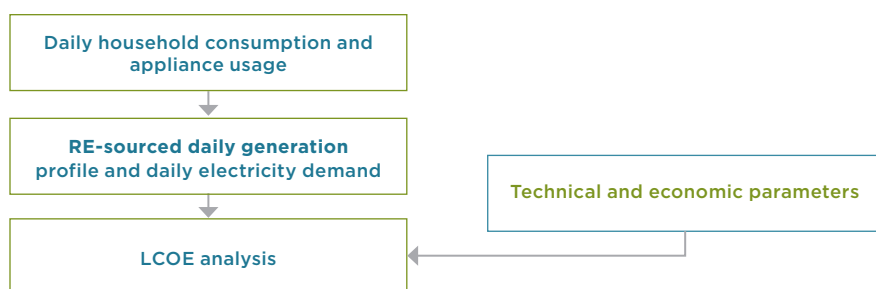 Daily household consumption and
appliance usage
RE-sourced daily generation
profile and daily electricity demand
Technical and economic parameters
LCOE analysis